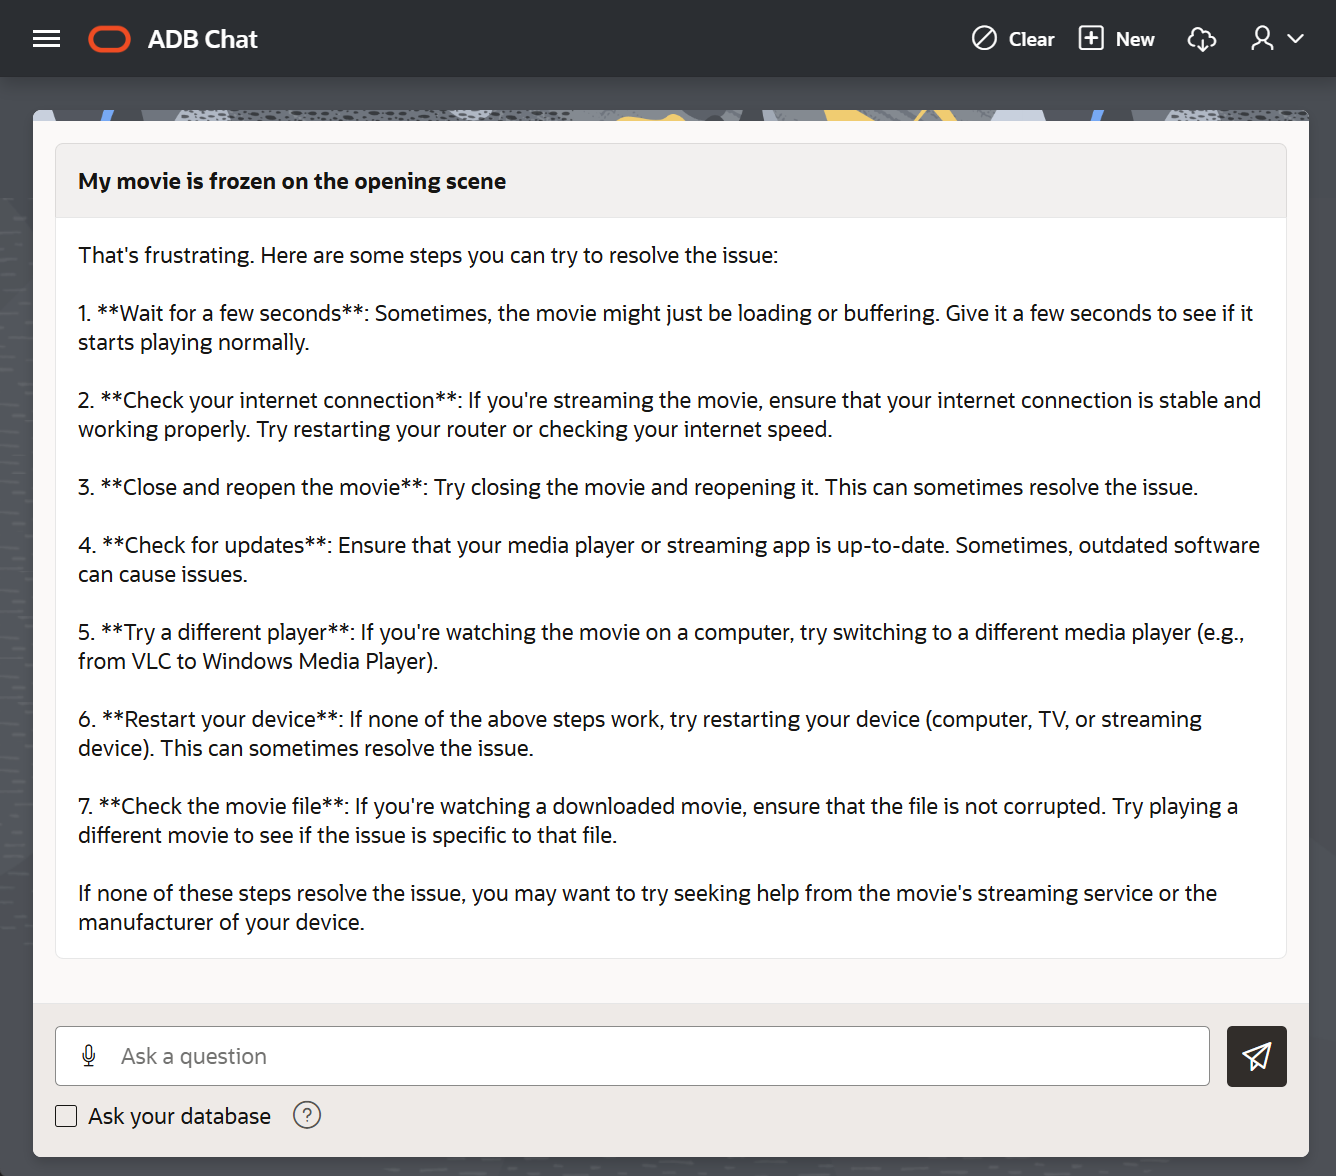 ADB Chat
Clear
New
My movie is frozen on the opening scene
That's frustrating. Here are some steps you can try to resolve the issue:
1. **Wait for a few seconds**: Sometimes, the movie might just be loading or buffering. Give it a few seconds to see if it
starts playing normally.
2. **Check your internet connection**: If you're streaming the movie, ensure that your internet connection is stable and
working properly. Try restarting your router or checking your internet speed.
3. **Close and reopen the movie**: Try closing the movie and reopening it. This can sometimes resolve the issue.
4. **Check for updates**: Ensure that your media player or streaming app is up-to-date. Sometimes, outdated software
can cause issues.
5. **Try a different player**: If you're watching the movie on a computer, try switching to a different media player (e.g.,
from VLC to Windows Media Player).
6. **Restart your device**: If none of the above steps work, try restarting your device (computer, TV, or streaming
device). This can sometimes resolve the issue.
7. **Check the movie file**: If you're watching a downloaded movie, ensure that the file is not corrupted. Try playing a
different movie to see if the issue is specific to that file.
If none of these steps resolve the issue, you may want to try seeking help from the movie's streaming service or the
manufacturer of your device.
Ask a question
Ask your database
?